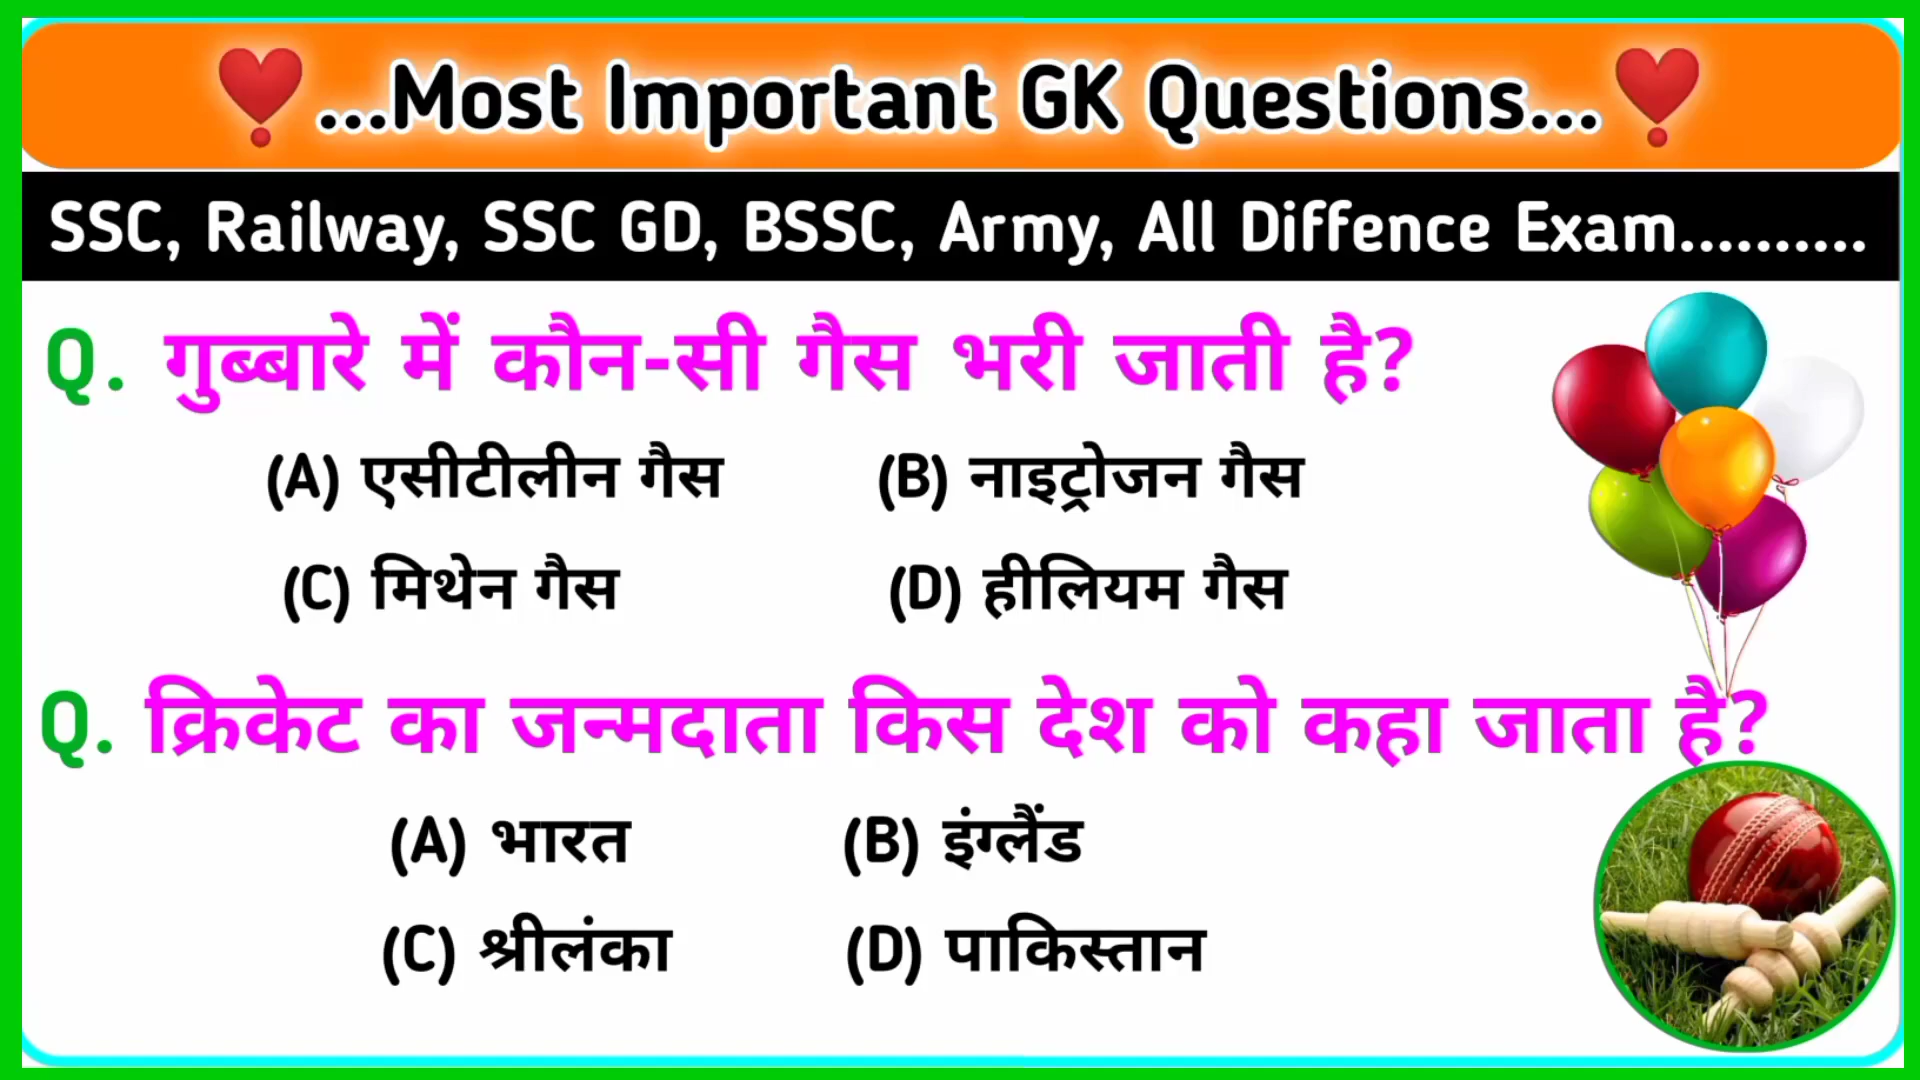 ...Most Important GK Questions...
SSC, Railway, SSC GD, BSSC, Army, All Diffence Exam..........
Q. गुब्बारे में कौन-सी गैस भरी जाती है?
(A) एसीटीलीन गैस (B) नाइट्रोजन गैस
(C) मिथेन गैस (D) हीलियम गैस
Q. क्रिकेट का जन्मदाता किस देश को कहा जाता है?
(A) भारत (B) इंग्लैंड
(C) श्रीलंका (D) पाकिस्तान